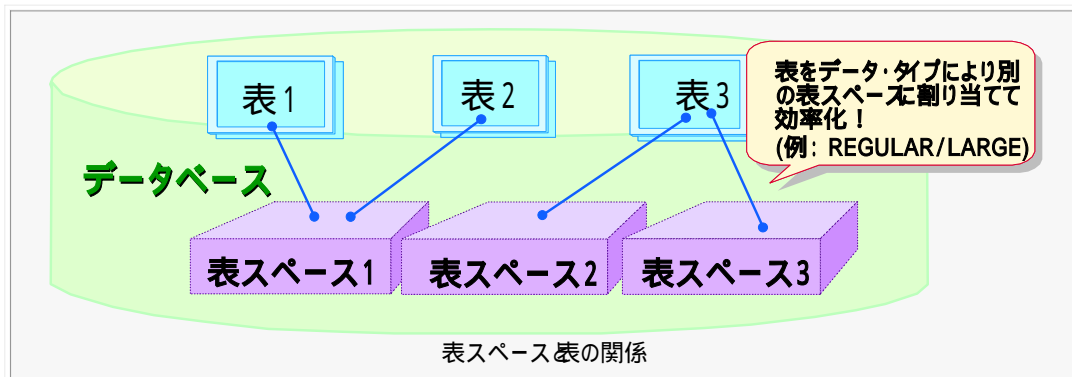 表1
表2
表3
表をデータ・タイプにより別
の表スペースに割り当てて
効率化！
(例: REGULAR/LARGE)
データベース
表スペース1
表スペース2
表スペース3
表スペースと表の関係